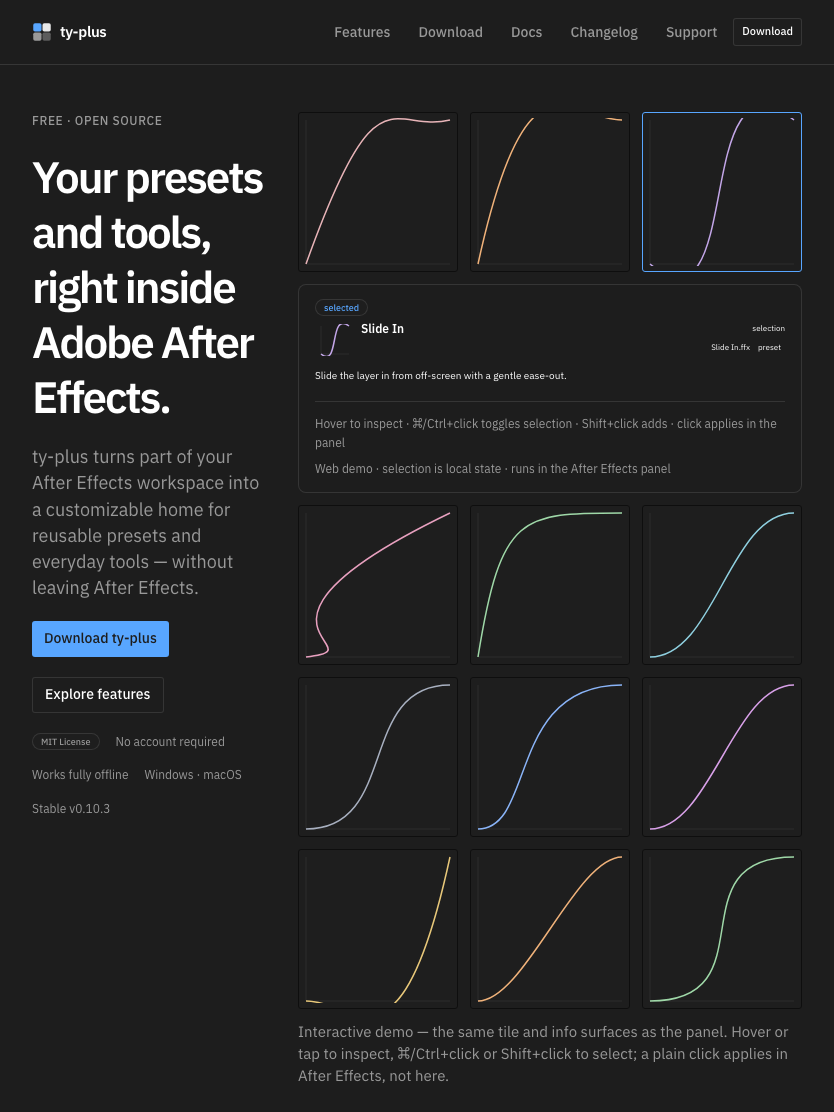 ty-plus
Features
Download
Docs
Changelog
Support
Download
FREE · OPEN SOURCE
Your presets
and tools,
right inside
Adobe After
Effects.
ty-plus turns part of your
After Effects workspace into
a customizable home for
reusable presets and
everyday tools — without
leaving After Effects.
Download ty-plus
Explore features
MIT License
No account required
Works fully offline
Windows · macOS
Stable v0.10.3
selected
Slide In
selection
Slide In.ffx preset
Slide the layer in from off-screen with a gentle ease-out.
Hover to inspect · ⌘/Ctrl+click toggles selection · Shift+click adds · click applies in the
panel
Web demo · selection is local state · runs in the After Effects panel
Interactive demo — the same tile and info surfaces as the panel. Hover or
tap to inspect, ⌘/Ctrl+click or Shift+click to select; a plain click applies in
After Effects, not here.